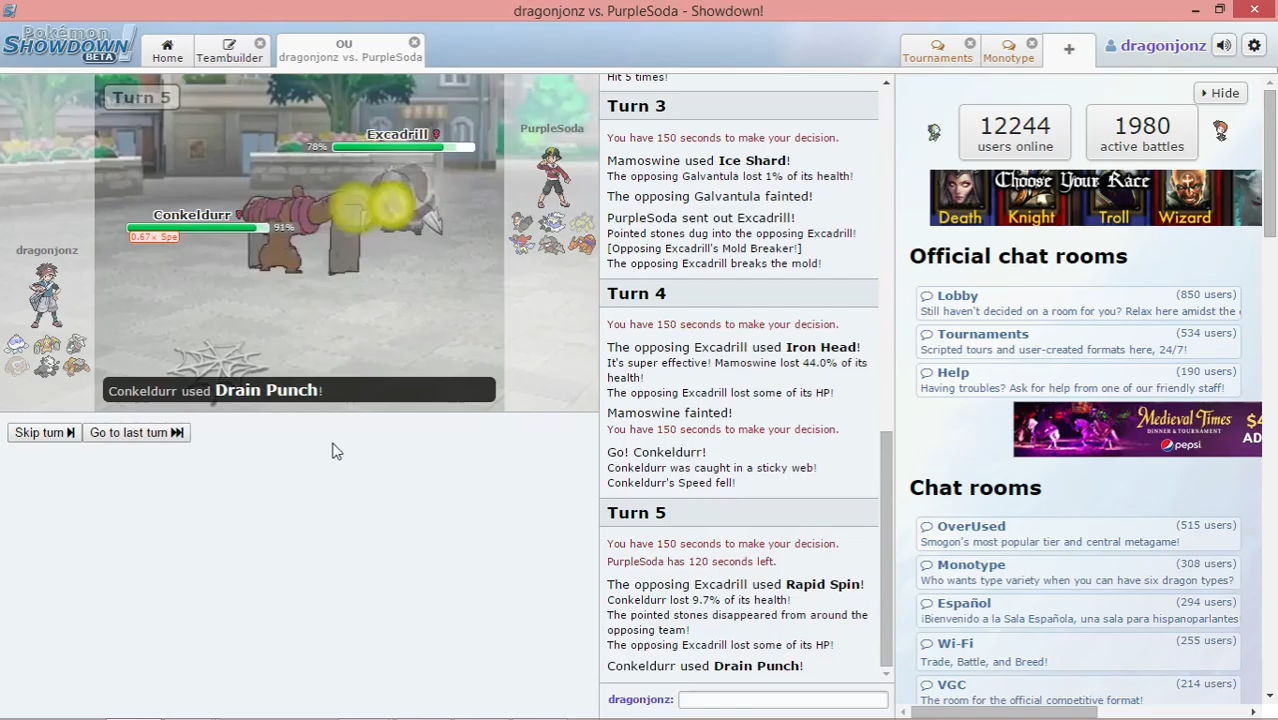 dragonjonz vs. PurpleSoda - Showdown!
Pokémon
SHOWDOWN!
BETA
Home
Teambuilder
OU
dragonjonz vs. PurpleSoda
Tournaments
Monotype
+
dragonjonz
Turn 5
Excadrill
78%
Conkeldurr
91%
0.67× Spe
dragonjonz
PurpleSoda
Conkeldurr used Drain Punch!
Skip turn
Go to last turn
Hit 5 times!
Turn 3
You have 150 seconds to make your decision.
Mamoswine used Ice Shard!
The opposing Galvantula lost 1% of its health!
The opposing Galvantula fainted!
PurpleSoda sent out Excadrill!
Pointed stones dug into the opposing Excadrill!
[Opposing Excadrill's Mold Breaker!]
The opposing Excadrill breaks the mold!
Turn 4
You have 150 seconds to make your decision.
The opposing Excadrill used Iron Head!
It's super effective! Mamoswine lost 44.0% of its
health!
The opposing Excadrill lost some of its HP!
Mamoswine fainted!
You have 150 seconds to make your decision.
Go! Conkeldurr!
Conkeldurr was caught in a sticky web!
Conkeldurr's Speed fell!
Turn 5
You have 150 seconds to make your decision.
PurpleSoda has 120 seconds left.
The opposing Excadrill used Rapid Spin!
Conkeldurr lost 9.7% of its health!
The pointed stones disappeared from around the
opposing team!
The opposing Excadrill lost some of its HP!
Conkeldurr used Drain Punch!
dragonjonz:
Hide
12244
users online
1980
active battles
Choose Your Race
Death
Knight
Troll
Wizard
Official chat rooms
Lobby
(850 users)
Still haven't decided on a room for you? Relax here amidst the
Tournaments
(534 users)
Scripted tours and user-created formats here, 24/7!
Help
(190 users)
Having troubles? Ask for help from one of our friendly staff!
Medieval Times
DINNER & TOURNAMENT
pepsi
$4
AD
Chat rooms
OverUsed
(515 users)
Smogon's most popular tier and central metagame!
Monotype
(308 users)
Who wants type variety when you can have six dragon types?
Español
(294 users)
¡Bienvenido a la Sala Española, una sala para hispanoparlantes
Wi-Fi
(255 users)
Trade, Battle, and Breed!
VGC
(214 users)
The room for the official competitive format!